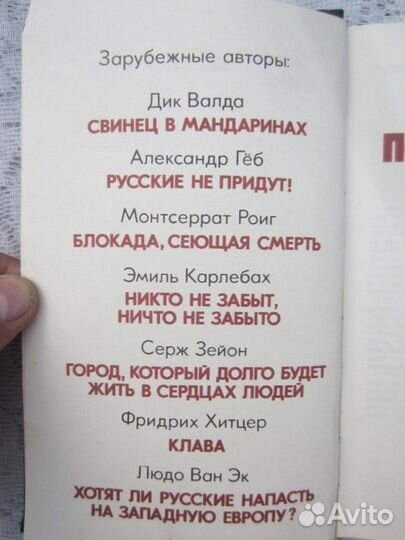 Зарубежные авторы:
Дик Валда
СВИНЕЦ В МАНДАРИНАХ
Александр Гёб
РУССКИЕ НЕ ПРИДУТ!
Монтсеррат Роиг
БЛОКАДА, СЕЮЩАЯ СМЕРТЬ
Эмиль Карлебах
НИКТО НЕ ЗАБЫТ,
НИЧТО НЕ ЗАБЫТО
Серж Зейон
ГОРОД, КОТОРЫЙ ДОЛГО БУДЕТ
ЖИТЬ В СЕРДЦАХ ЛЮДЕЙ
Фридрих Хитцер
КЛАВА
Людо Ван Эк
ХОТЯТ ЛИ РУССКИЕ НАПАСТЬ
НА ЗАПАДНУЮ ЕВРОПУ?
П
Avito